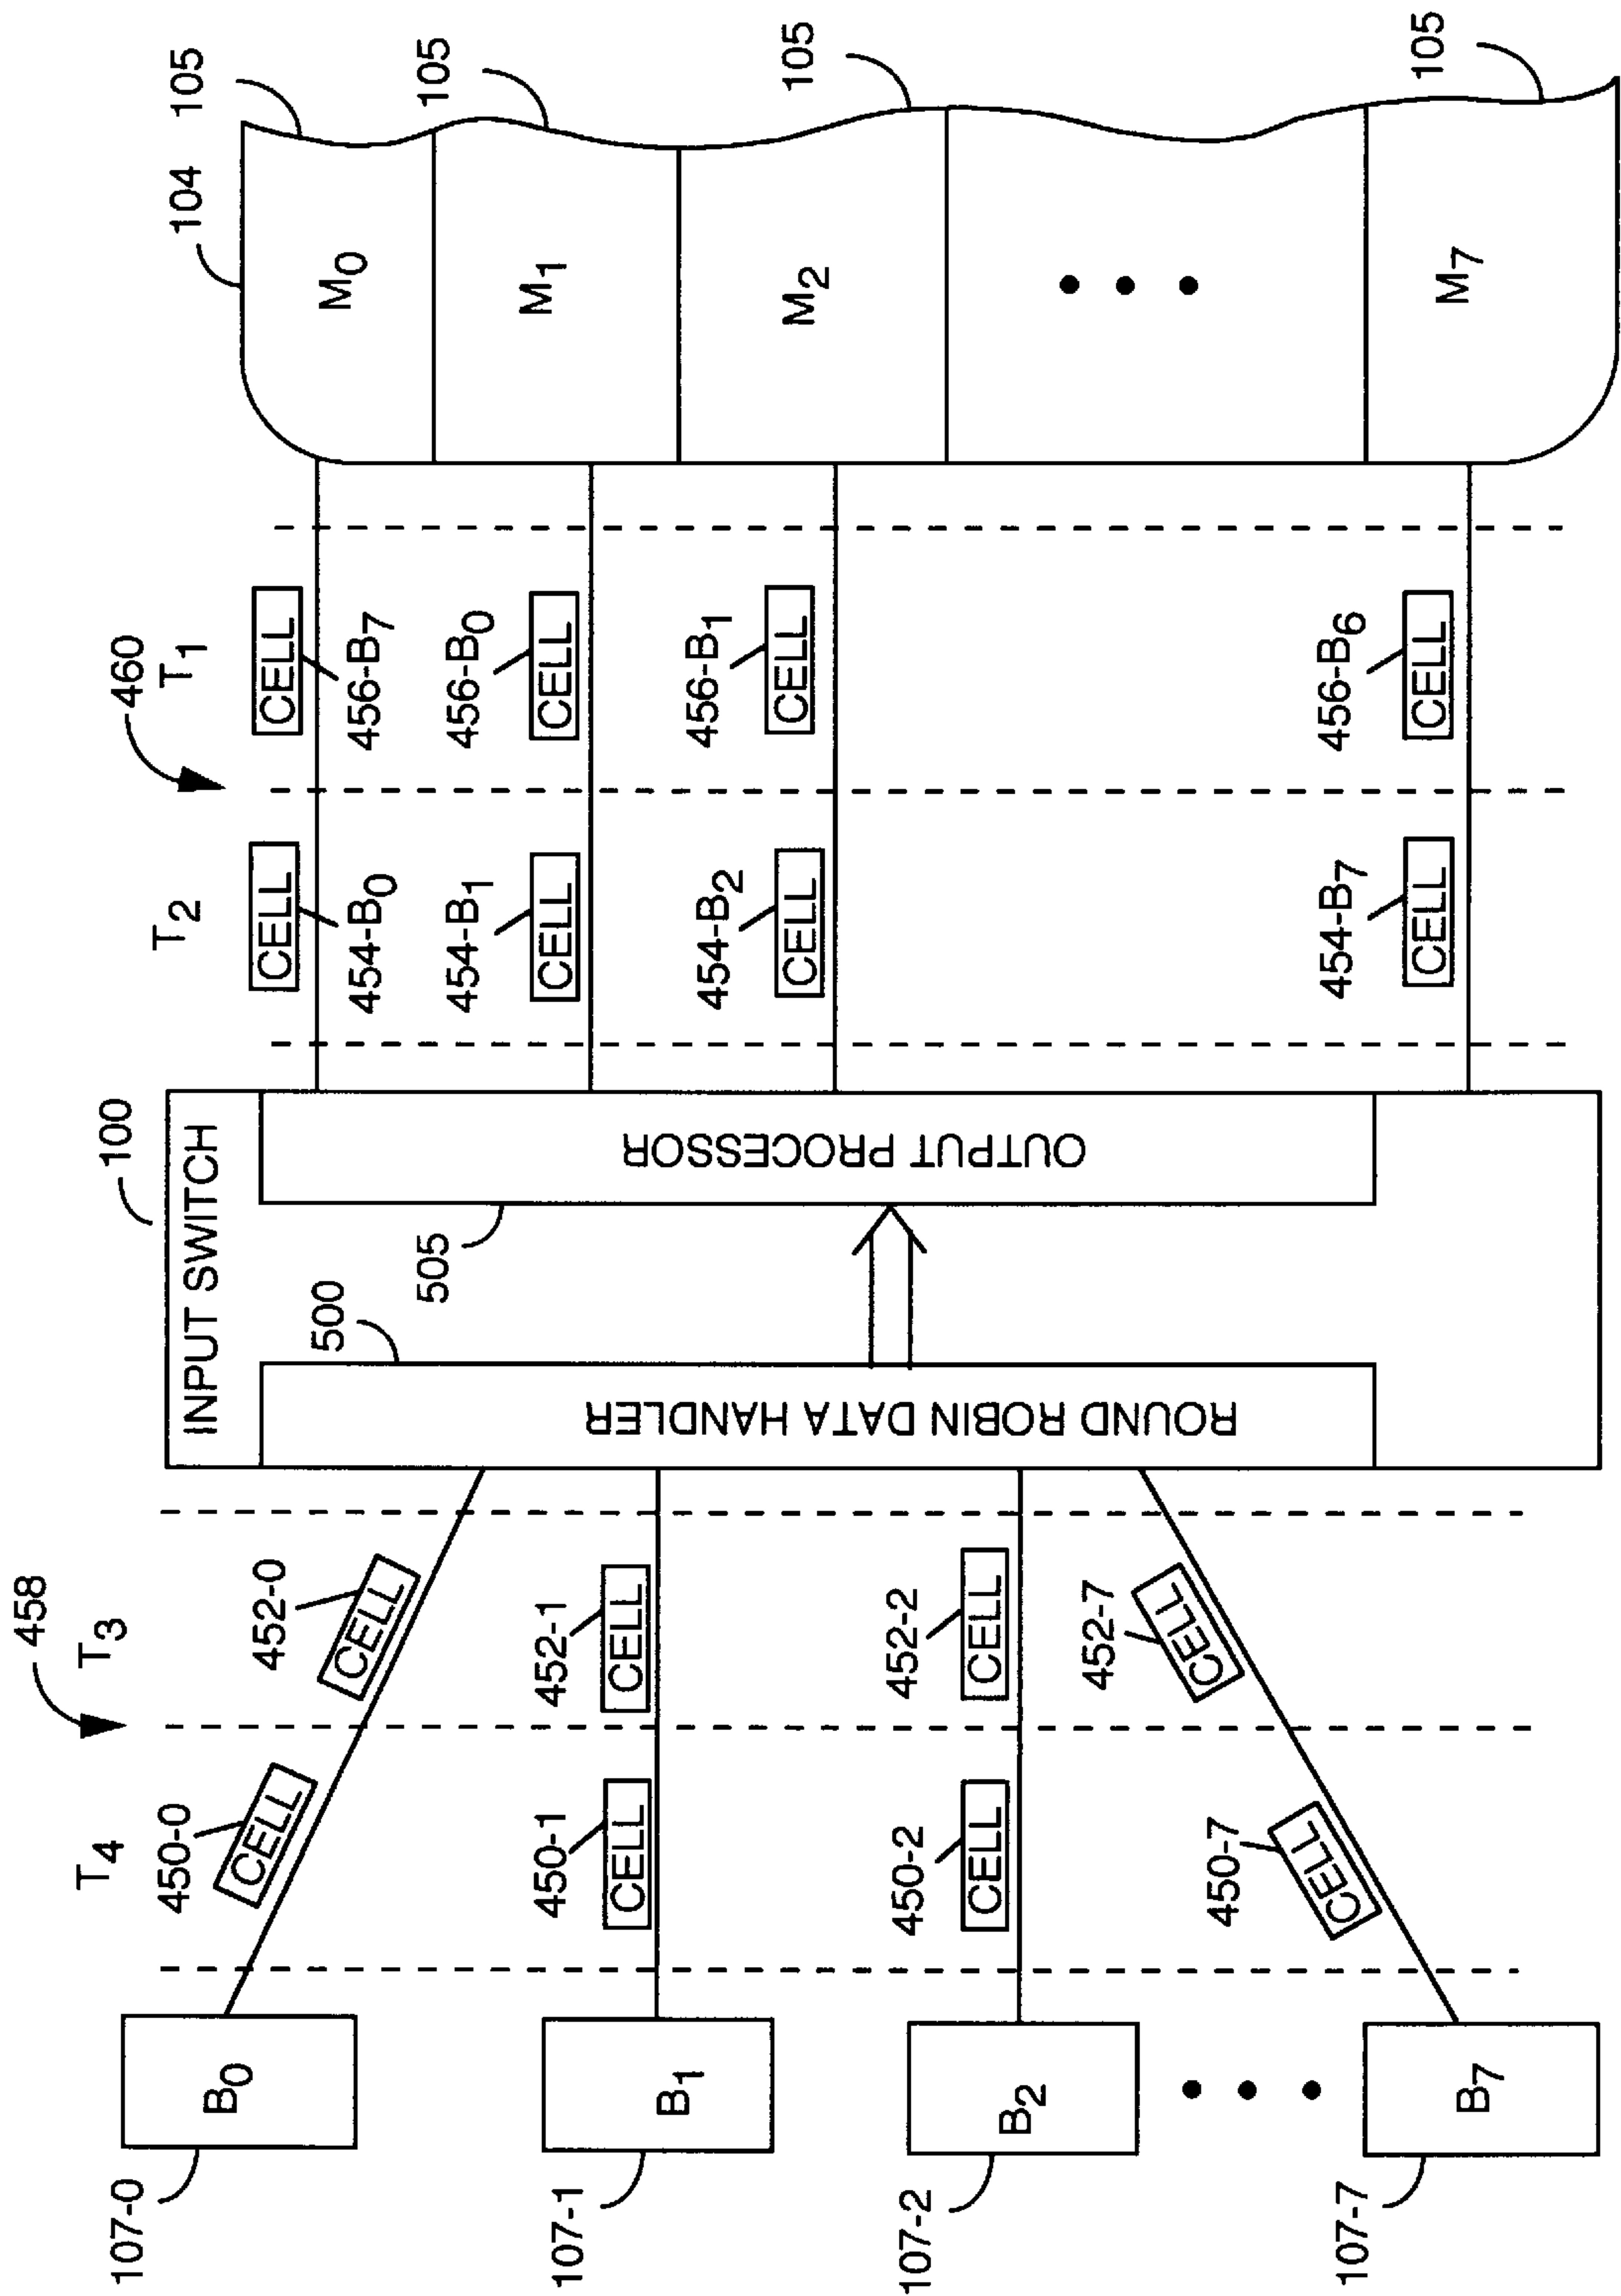 458
T4
T3
460
T2
T1
100
104
105
105
105
105
INPUT SWITCH
500
ROUND ROBIN DATA HANDLER
505
OUTPUT PROCESSOR
107-0
B0
450-0
CELL
452-0
CELL
454-B0
CELL
456-B7
CELL
M0
107-1
B1
450-1
CELL
452-1
CELL
454-B1
CELL
456-B0
CELL
M1
107-2
B2
450-2
CELL
452-2
CELL
454-B2
CELL
456-B1
CELL
M2
107-7
B7
450-7
CELL
452-7
CELL
454-B7
CELL
456-B6
CELL
M7